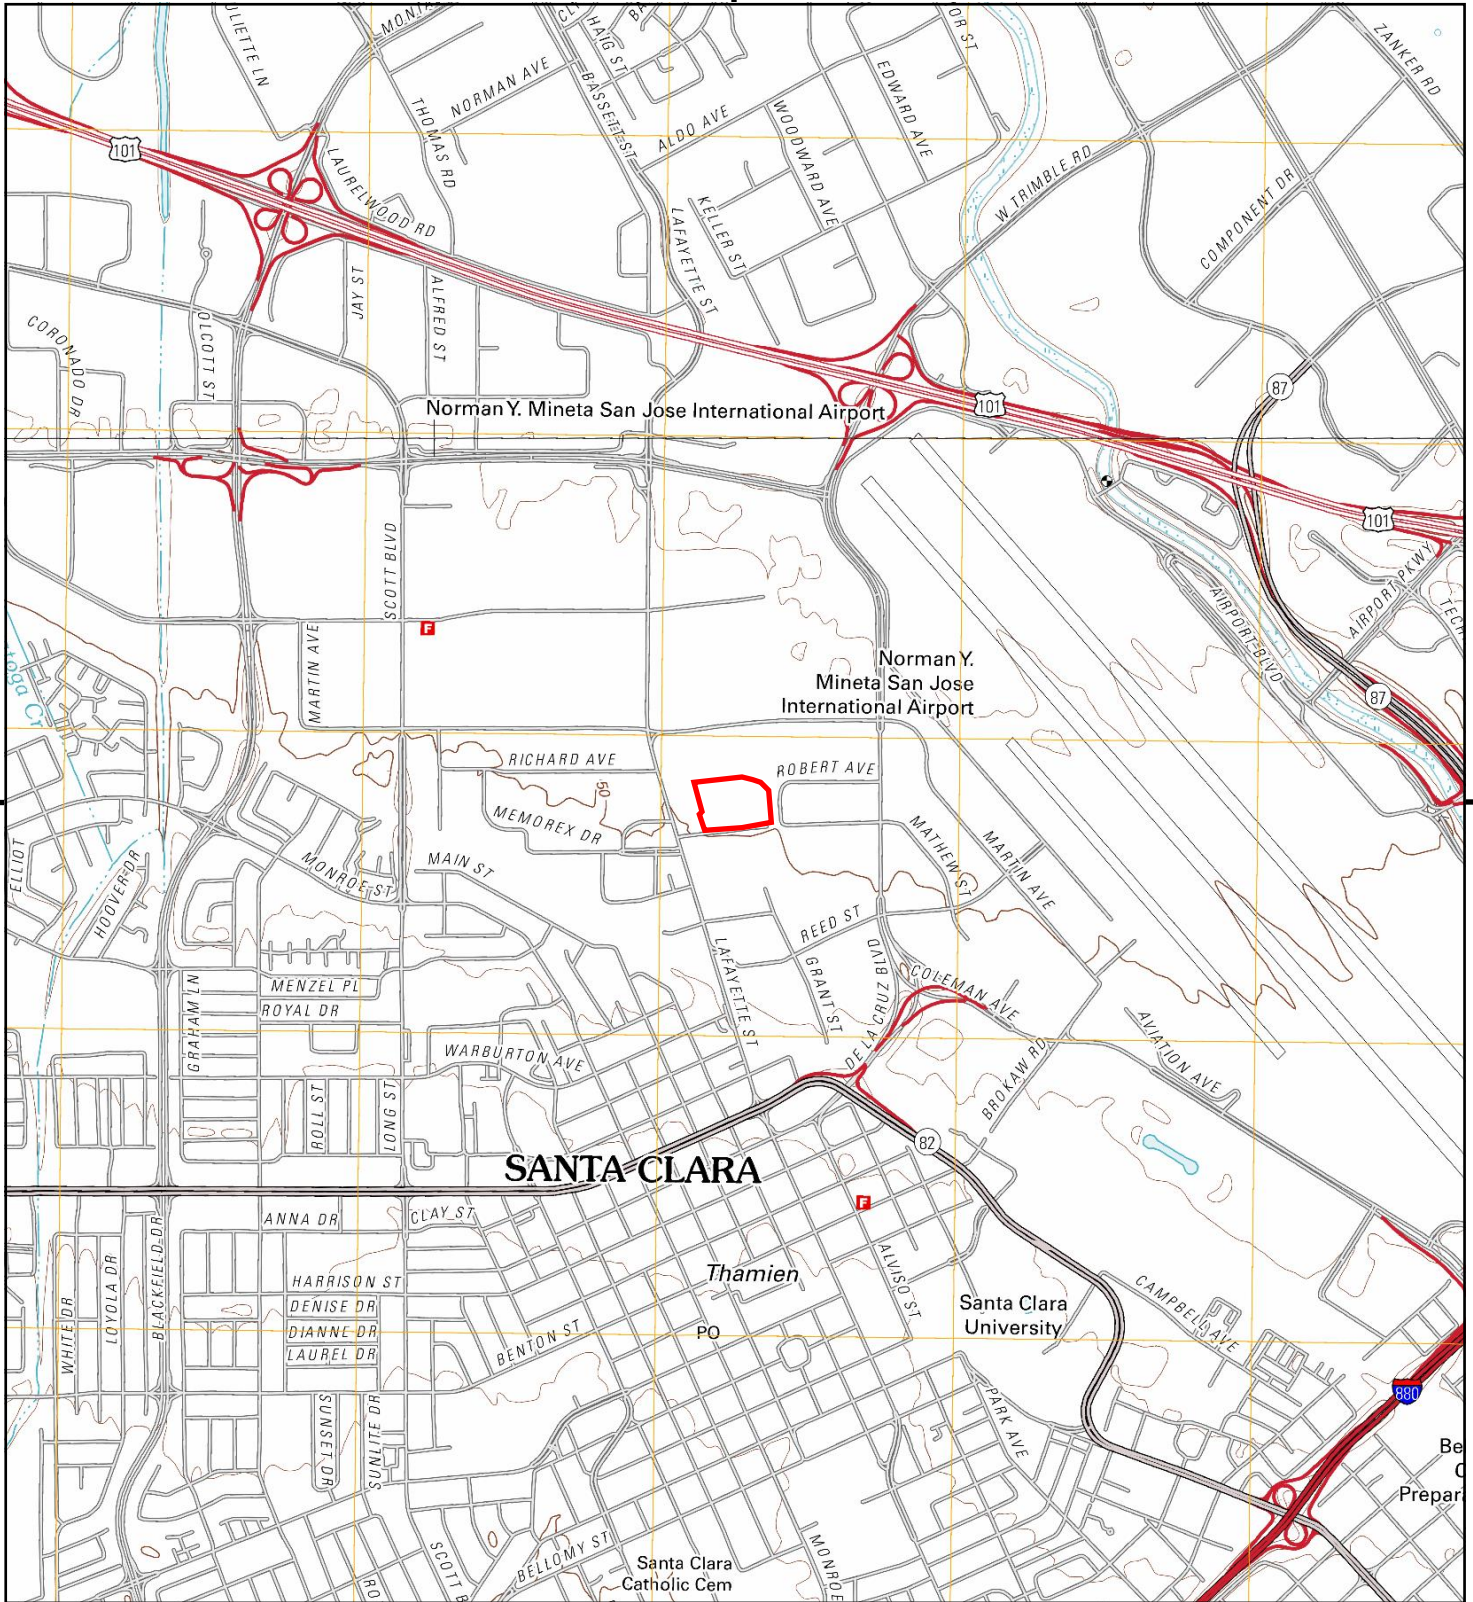 MONTA
NORMAN AVE
THOMAS RD
HAIG ST
BASSETT ST
ALDO AVE
WOODWARD AVE
EDWARD AVE
ZANKER RD
101
LAURELWOOD RD
KELLER ST
LAFAYETTE ST
W TRIMBLE RD
COMPONENT DR
CORONADO DR
OLCOTT ST
JAY ST
ALFRED ST
87
Norman Y. Mineta San Jose International Airport
101
101
SCOTT BLVD
F
MARTIN AVE
AIRPORT BLVD
AIRPORT PKWY
TECH
Norman Y.
Mineta San Jose
International Airport
87
RICHARD AVE
ROBERT AVE
50
MEMOREX DR
MATHEW ST
MARTIN AVE
ELLIOT
HOOVER DR
MONROE ST
MAIN ST
REED ST
LAFAYETTE ST
GRANT ST
DE LA CRUZ BLVD
COLEMAN AVE
MENZEL PL
ROYAL DR
GRAHAM LN
WARBURTON AVE
BROKAW RD
AVIATION AVE
ROLL ST
LONG ST
82
SANTA CLARA
F
ANNA DR
CLAY ST
WHITE DR
LOYOLA DR
BLACKFIELD DR
HARRISON ST
DENISE DR
DIANNE DR
LAUREL DR
Thamien
ALVISO ST
Santa Clara
University
CAMPBELL AVE
PO
BENTON ST
880
SUNSET DR
SUNLITE DR
PARK AVE
Be
C
Prepar
SCOTT B
BELLOMY ST
Santa Clara
Catholic Cem
MONROE
RO